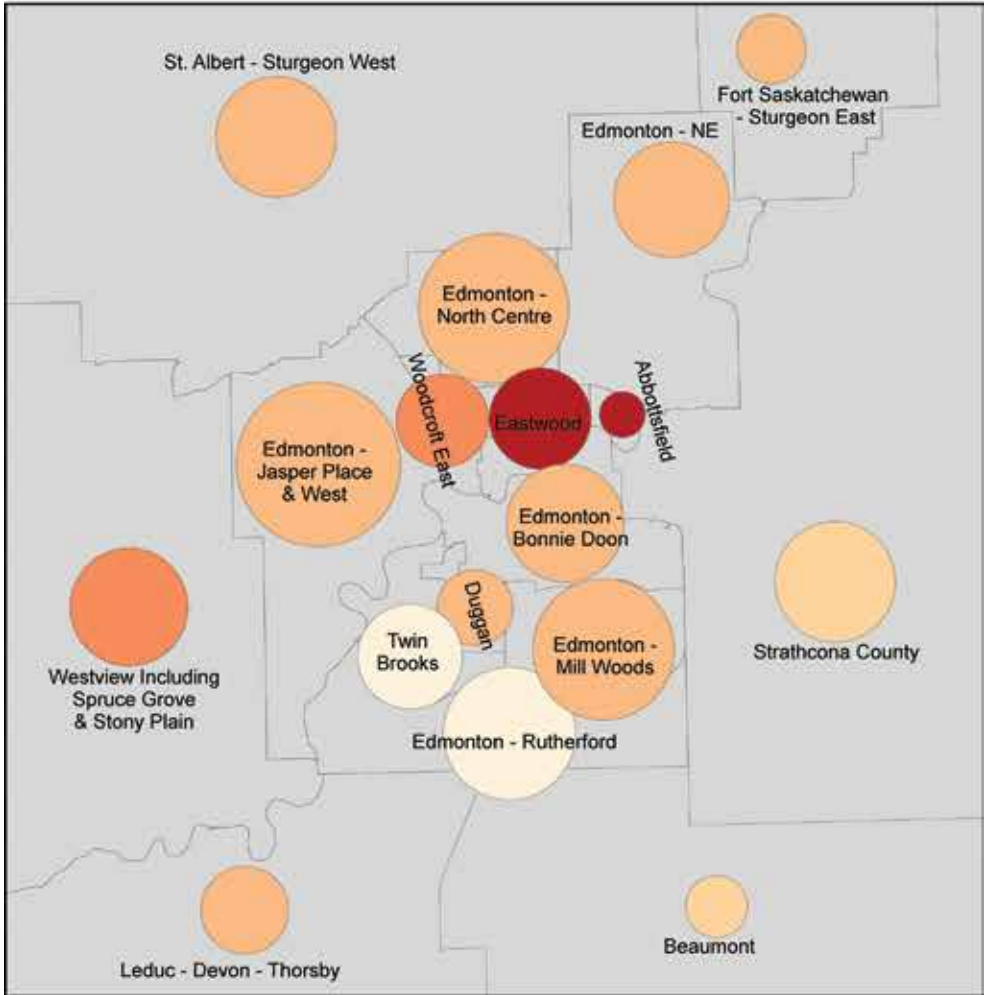 St. Albert - Sturgeon West
Fort Saskatchewan
- Sturgeon East
Edmonton - NE
Edmonton -
North Centre
Woodcroft East
Eastwood
Abbottsfield
Edmonton -
Jasper Place
& West
Edmonton -
Bonnie Doon
Duggan
Twin
Brooks
Edmonton -
Mill Woods
Strathcona County
Westview Including
Spruce Grove
& Stony Plain
Edmonton - Rutherford
Leduc - Devon - Thorsby
Beaumont